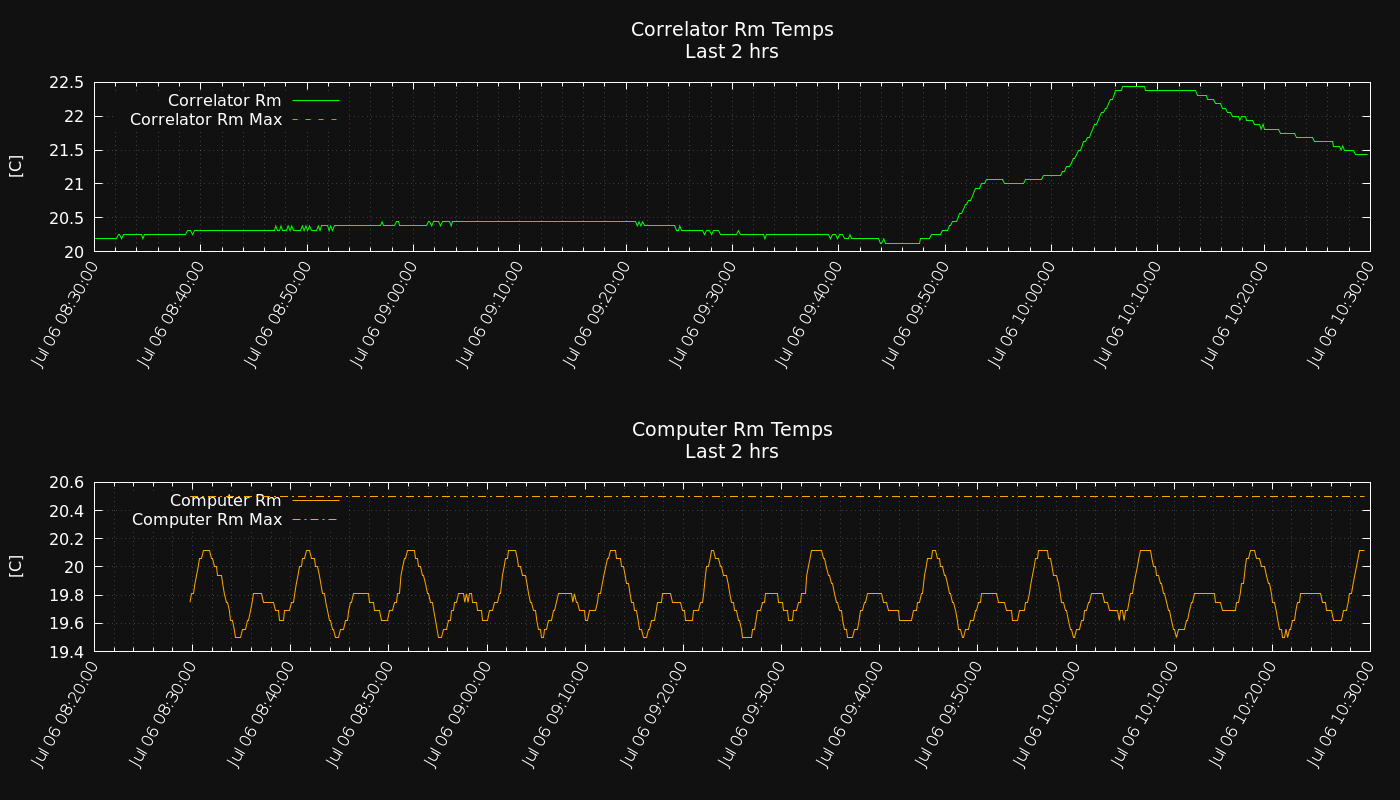 Correlator Rm Temps
Last 2 hrs
22.5
22
21.5
21
20.5
20
[C]
Correlator Rm
Correlator Rm Max
Jul 06 08:30:00
Jul 06 08:40:00
Jul 06 08:50:00
Jul 06 09:00:00
Jul 06 09:10:00
Jul 06 09:20:00
Jul 06 09:30:00
Jul 06 09:40:00
Jul 06 09:50:00
Jul 06 10:00:00
Jul 06 10:10:00
Jul 06 10:20:00
Jul 06 10:30:00
Computer Rm Temps
Last 2 hrs
20.6
20.4
20.2
20
19.8
19.6
19.4
[C]
Computer Rm
Computer Rm Max
Jul 06 08:20:00
Jul 06 08:30:00
Jul 06 08:40:00
Jul 06 08:50:00
Jul 06 09:00:00
Jul 06 09:10:00
Jul 06 09:20:00
Jul 06 09:30:00
Jul 06 09:40:00
Jul 06 09:50:00
Jul 06 10:00:00
Jul 06 10:10:00
Jul 06 10:20:00
Jul 06 10:30:00